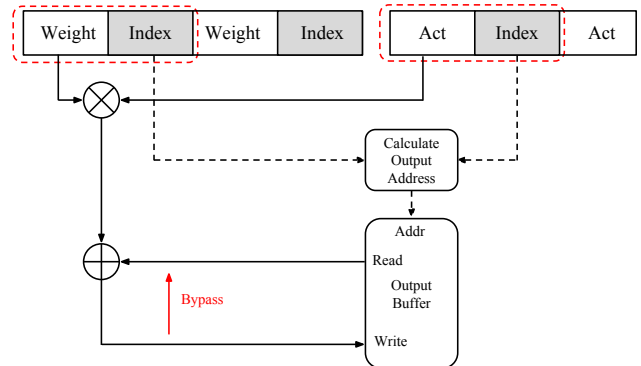 Weight Index Weight Index Act Index Act
Calculate
Output
Address
Addr
Read
Output
Buffer
Bypass
Write